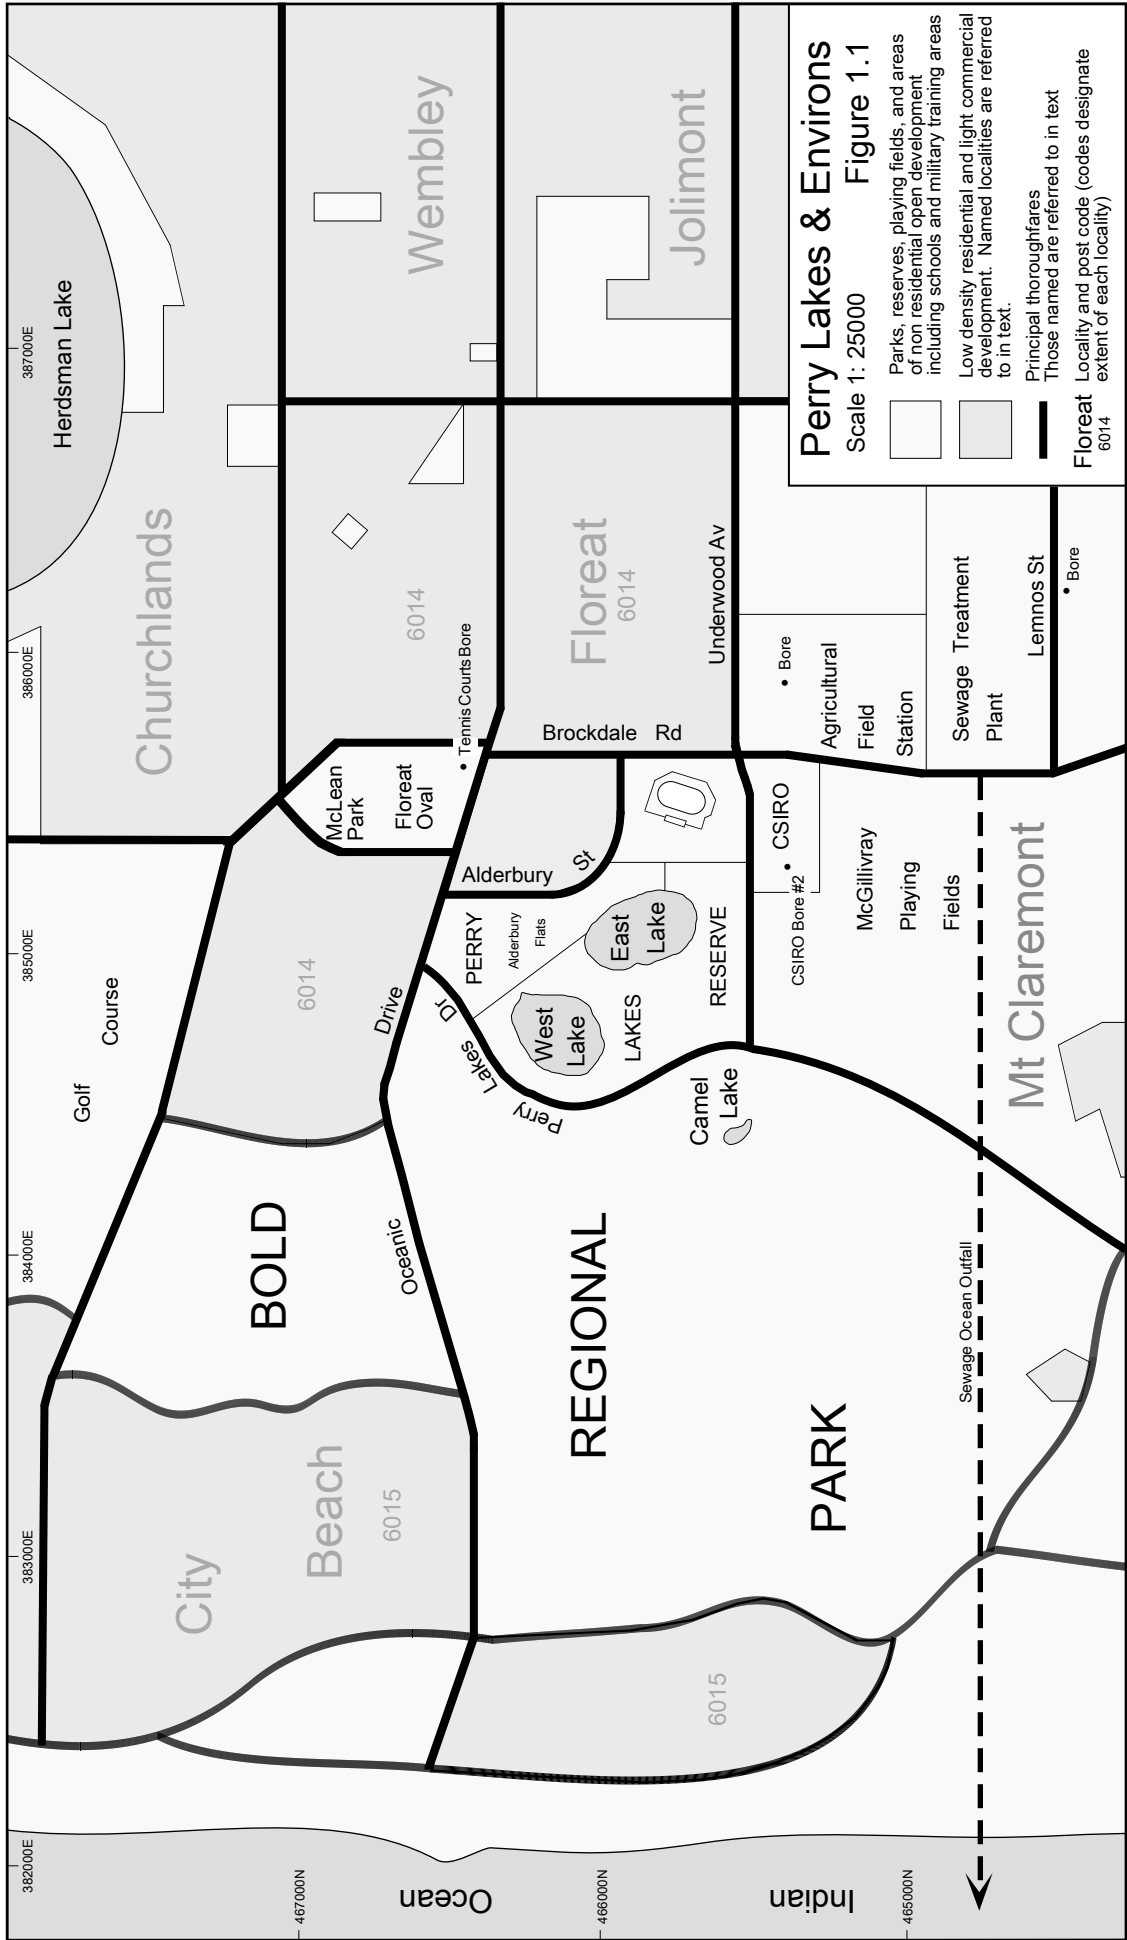 Perry Lakes & Environs
Scale 1: 25000
Figure 1.1
Parks, reserves, playing fields, and areas
of non residential open development
including schools and military training areas
Low density residential and light commercial
development. Named localities are referred
to in text.
Principal thoroughfares
Those named are referred to in text
Floreat
6014
Locality and post code (codes designate
extent of each locality)
382000E
383000E
384000E
385000E
386000E
387000E
467000N
466000N
465000N
Herdsman Lake
Churchlands
Golf
Course
City
Beach
6015
BOLD
6014
McLean
Park
Floreat
Oval
Tennis Courts Bore
6014
Wembley
Ocean
Oceanic
Drive
REGIONAL
Perry
Lakes
Dr
PERRY
Alderbury
Flats
West
Lake
LAKES
East
Lake
RESERVE
Alderbury
St
Brockdale Rd
Floreat
6014
Jolimont
Underwood Av
Indian
6015
PARK
Camel
Lake
CSIRO Bore #2
CSIRO
Bore
Agricultural
Field
Station
McGillivray
Playing
Fields
Sewage Ocean Outfall
Sewage Treatment
Plant
Mt Claremont
Lemnos St
Bore